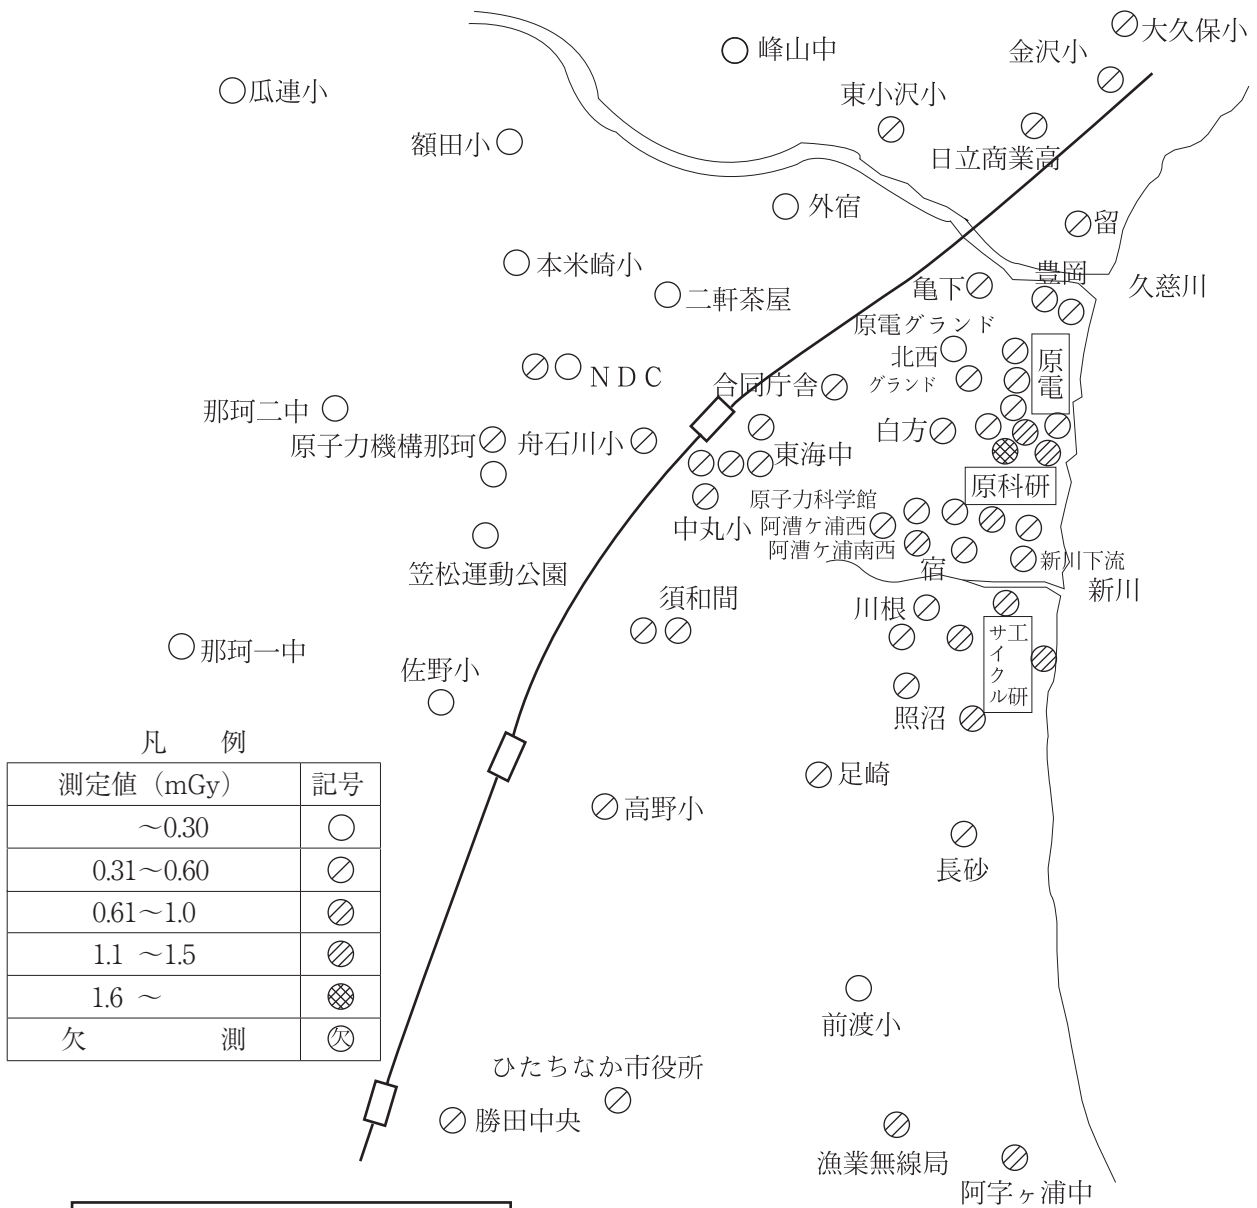 大久保小
峰山中
金沢小
瓜連小
東小沢小
額田小
日立商業高
外宿
留
本米崎小
豊岡
久慈川
亀下
二軒茶屋
原電グランド
北西
グランド
原電
NDC
合同庁舎
那珂二中
原子力機構那珂
舟石川小
白方
東海中
原科研
中丸小
原子力科学館
阿漕ケ浦西
阿漕ケ浦南西
宿
新川下流
新川
笠松運動公園
須和間
川根
サイクル工研
那珂一中
佐野小
照沼
凡 例
測定値(mGy) 記号
~0.30
0.31~0.60
0.61~1.0
1.1 ~1.5
1.6 ~
欠 測 欠
足崎
高野小
長砂
前渡小
ひたちなか市役所
勝田中央
漁業無線局
阿字ヶ浦中